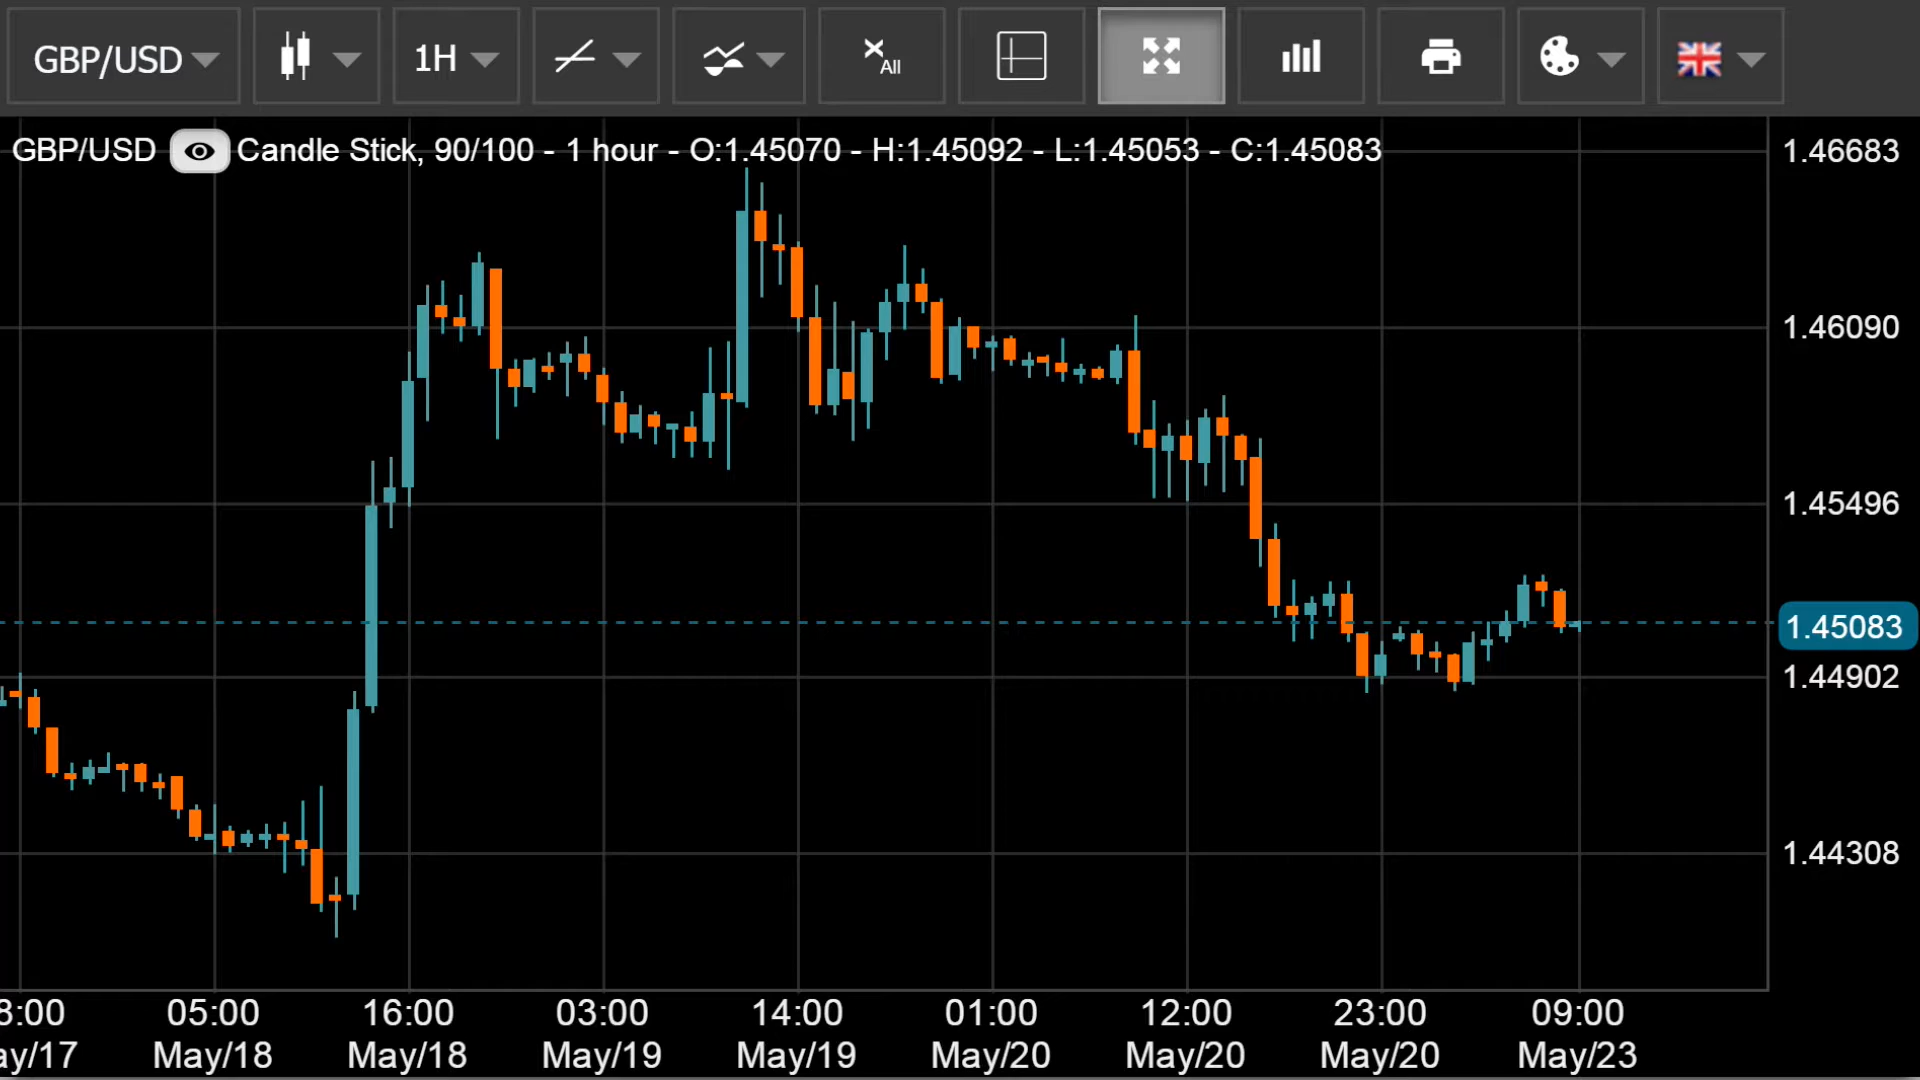 GBP/USD 1H All
GBP/USD Candle Stick, 90/100 - 1 hour - O:1.45070 - H:1.45092 - L:1.45053 - C:1.45083
1.46683
1.46090
1.45496
1.45083
1.44902
1.44308
8:00 05:00 16:00 03:00 14:00 01:00 12:00 23:00 09:00
ay/17 May/18 May/18 May/19 May/19 May/20 May/20 May/20 May/23